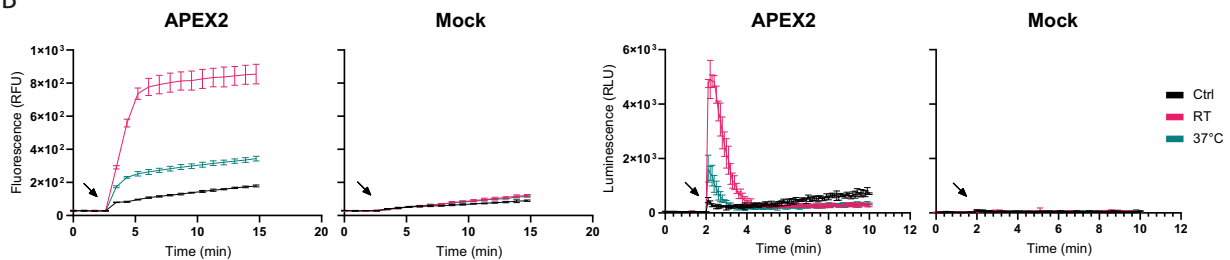 B
APEX2
Mock
APEX2
Mock
Fluorescence (RFU)
1×10³
8×10²
6×10²
4×10²
2×10²
0
0 5 10 15 20
Time (min)
0 5 10 15 20
Time (min)
Luminescence (RLU)
6×10³
4×10³
2×10³
0
0 2 4 6 8 10 12
Time (min)
0 2 4 6 8 10 12
Time (min)
Ctrl
RT
37°C